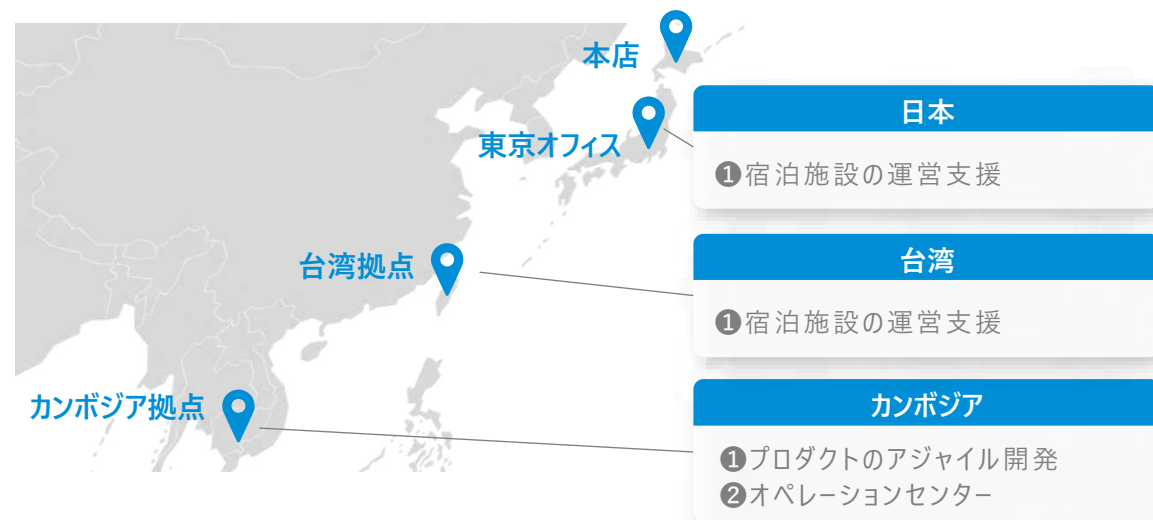 本店
東京オフィス
台湾拠点
カンボジア拠点
日本
❶宿泊施設の運営支援
台湾
❶宿泊施設の運営支援
カンボジア
❶プロダクトのアジャイル開発
❷オペレーションセンター